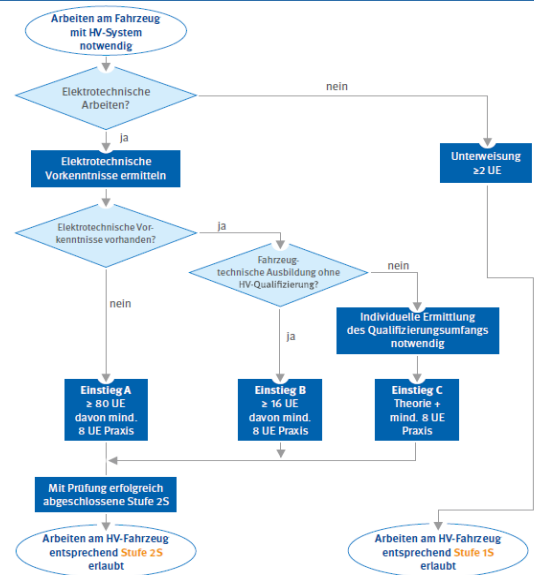 Arbeiten am Fahrzeug
mit HV-System
notwendig
Elektrotechnische
Arbeiten?
nein
ja
Elektrotechnische
Vorkenntnisse ermitteln
Unterweisung
≥2 UE
Elektrotechnische Vor-
kenntnisse vorhanden?
ja
Fahrzeug-
technische Ausbildung ohne
HV-Qualifizierung?
nein
nein
Individuelle Ermittlung
des Qualifizierungsumfangs
notwendig
ja
Einstieg A
≥ 80 UE
davon mind.
8 UE Praxis
Einstieg B
≥ 16 UE
davon mind.
8 UE Praxis
Einstieg C
Theorie +
mind. 8 UE
Praxis
Mit Prüfung erfolgreich
abgeschlossene Stufe 2S
Arbeiten am HV-Fahrzeug
entsprechend Stufe 2S
erlaubt
Arbeiten am HV-Fahrzeug
entsprechend Stufe 1S
erlaubt